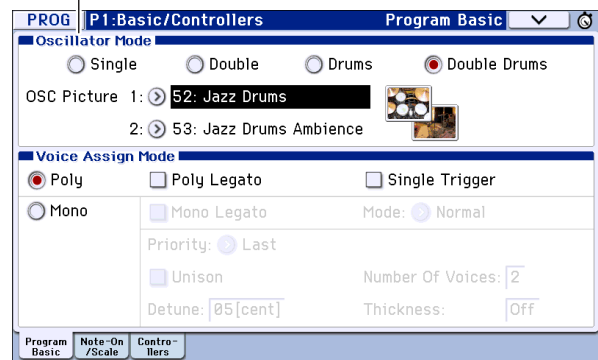 PROG P1:Basic/Controllers Program Basic
Oscillator Mode
Single Double Drums Double Drums
OSC Picture 1: 52: Jazz Drums
2: 53: Jazz Drums Ambience
Voice Assign Mode
Poly Poly Legato Single Trigger
Mono Mono Legato Mode: Normal
Priority: Last
Unison Number Of Voices: 2
Detune: 05[cent] Thickness: Off
Program Basic Note-On /Scale Contro- llers